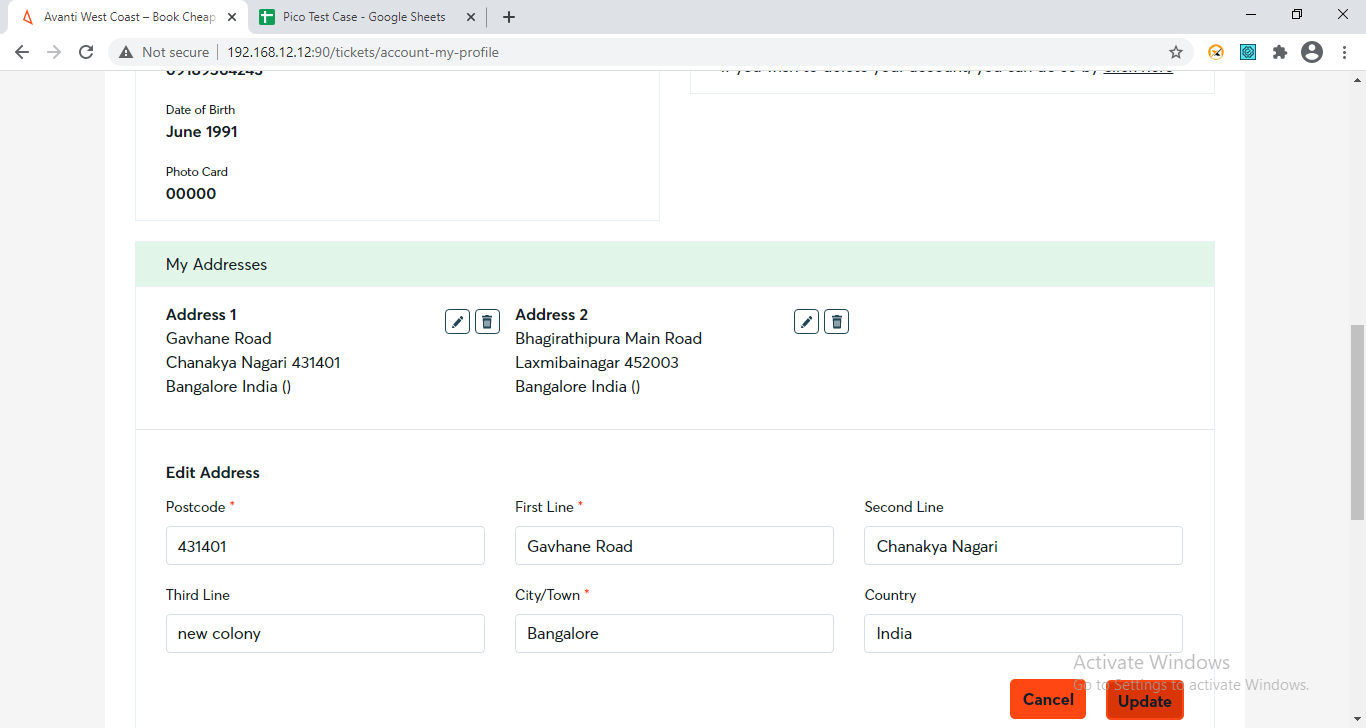 Avanti West Coast – Book Cheap
Pico Test Case - Google Sheets
Not secure
192.168.12.12:90/tickets/account-my-profile
Date of Birth
June 1991
Photo Card
00000
My Addresses
Address 1
Gavhane Road
Chanakya Nagari 431401
Bangalore India ()
Address 2
Bhagirathipura Main Road
Laxmibainagar 452003
Bangalore India ()
Edit Address
Postcode *
431401
First Line *
Gavhane Road
Second Line
Chanakya Nagari
Third Line
new colony
City/Town *
Bangalore
Country
India
Activate Windows
Go to Settings to activate Windows.
Cancel
Update